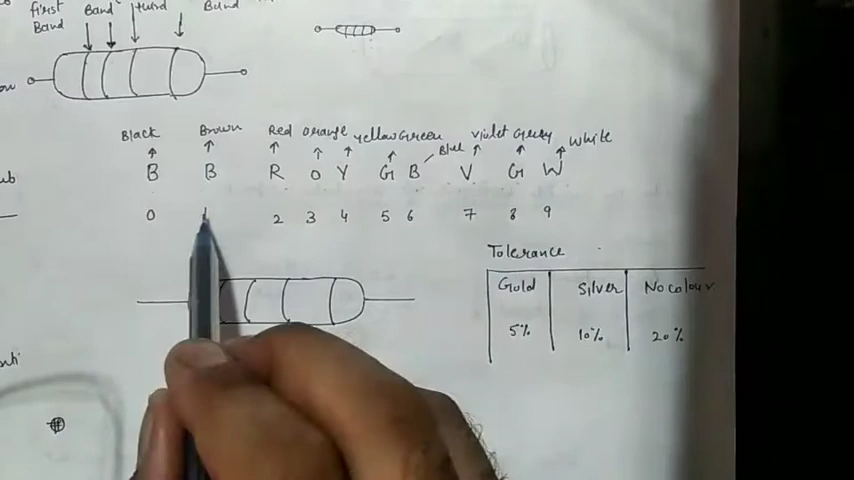 first Band third Band
Band
Black Brown Red orange yellow Green Blue violet Grey White
B B R O Y G B V G W
0 1 2 3 4 5 6 7 8 9
Tolerance
Gold Silver No colour
5% 10% 20%